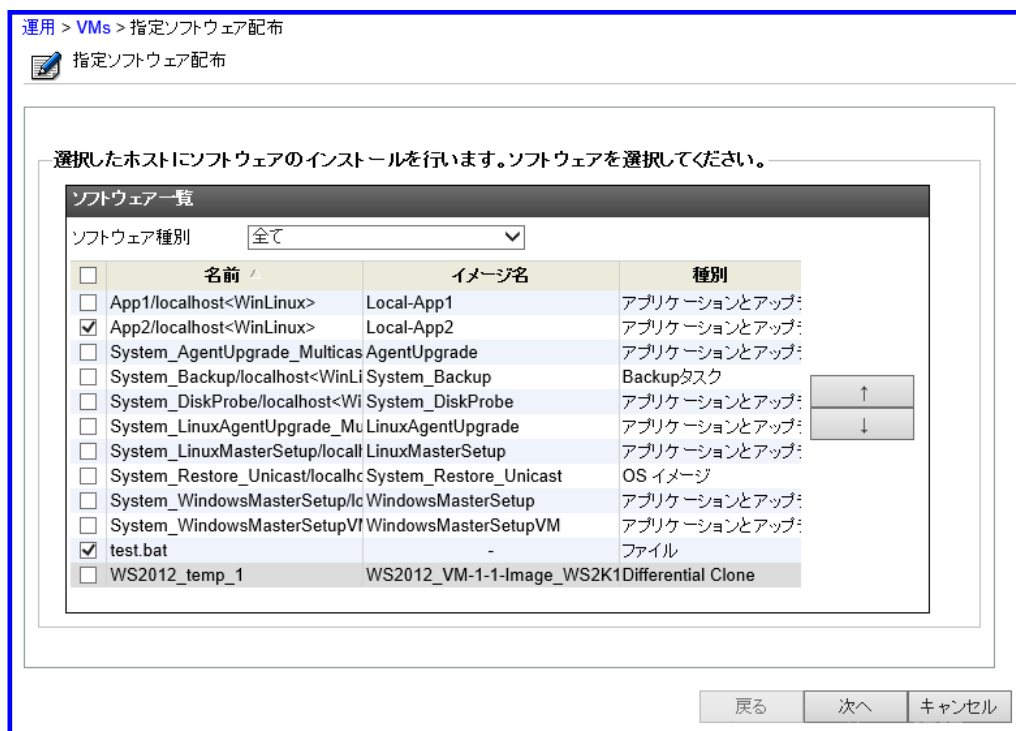 運用 > VMs > 指定ソフトウェア配布
指定ソフトウェア配布
選択したホストにソフトウェアのインストールを行います。ソフトウェアを選択してください。
ソフトウェア一覧
ソフトウェア種別 全て
名前 イメージ名 種別
App1/localhost<WinLinux> Local-App1 アプリケーションとアップデ
App2/localhost<WinLinux> Local-App2 アプリケーションとアップデ
System_AgentUpgrade_Multicas AgentUpgrade アプリケーションとアップデ
System_Backup/localhost<WinLi System_Backup Backupタスク
System_DiskProbe/localhost<Wi System_DiskProbe アプリケーションとアップデ
↑
System_LinuxAgentUpgrade_Mu LinuxAgentUpgrade アプリケーションとアップデ
↓
System_LinuxMasterSetup/localh LinuxMasterSetup アプリケーションとアップデ
System_Restore_Unicast/localhc System_Restore_Unicast OS イメージ
System_WindowsMasterSetup/lc WindowsMasterSetup アプリケーションとアップデ
System_WindowsMasterSetupVI WindowsMasterSetupVM アプリケーションとアップデ
test.bat - ファイル
WS2012_temp_1 WS2012_VM-1-1-Image_WS2K1 Differential Clone
戻る 次へ キャンセル